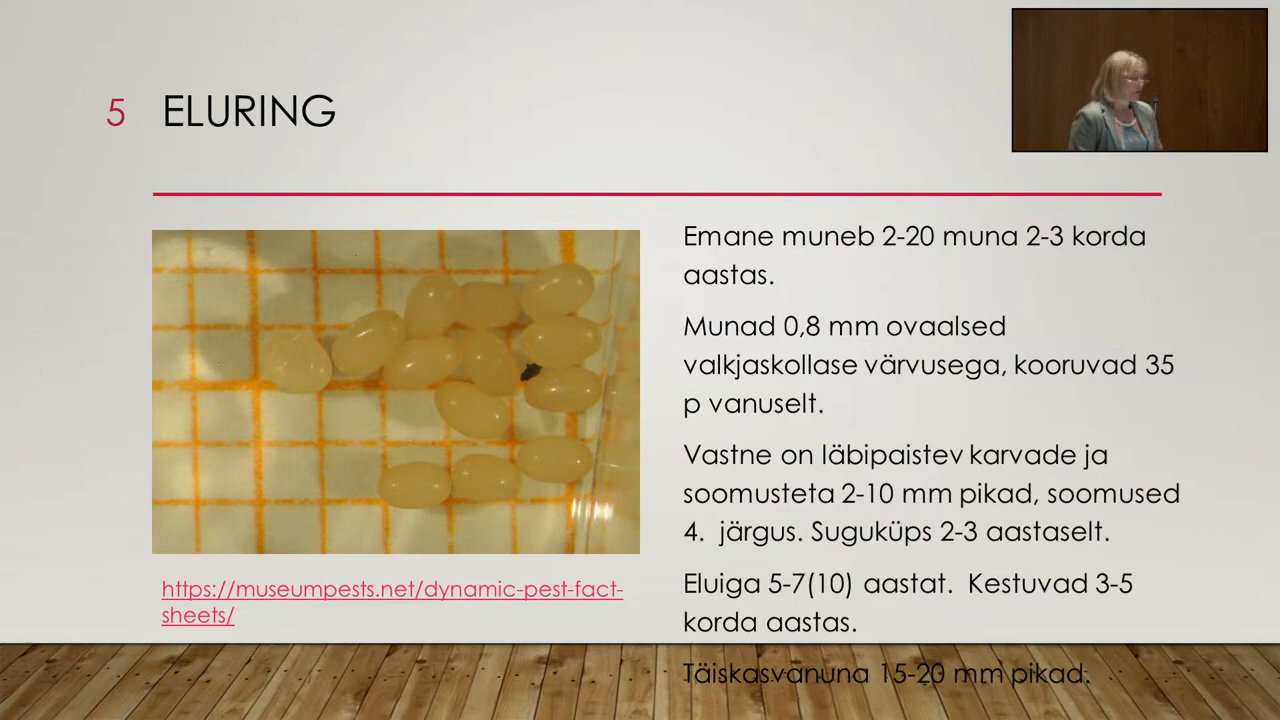 5 ELURING
Emane muneb 2-20 muna 2-3 korda
aastas.
Munad 0,8 mm ovaalsed
valkjaskollase värvusega, kooruvad 35
p vanuselt.
Vastne on läbipaistev karvade ja
soomusteta 2-10 mm pikad, soomused
4. järgus. Suguküps 2-3 aastaselt.
Eluiga 5-7(10) aastat. Kestuvad 3-5
korda aastas.
Täiskasvanuna 15-20 mm pikad.
https://museumpests.net/dynamic-pest-fact-
sheets/